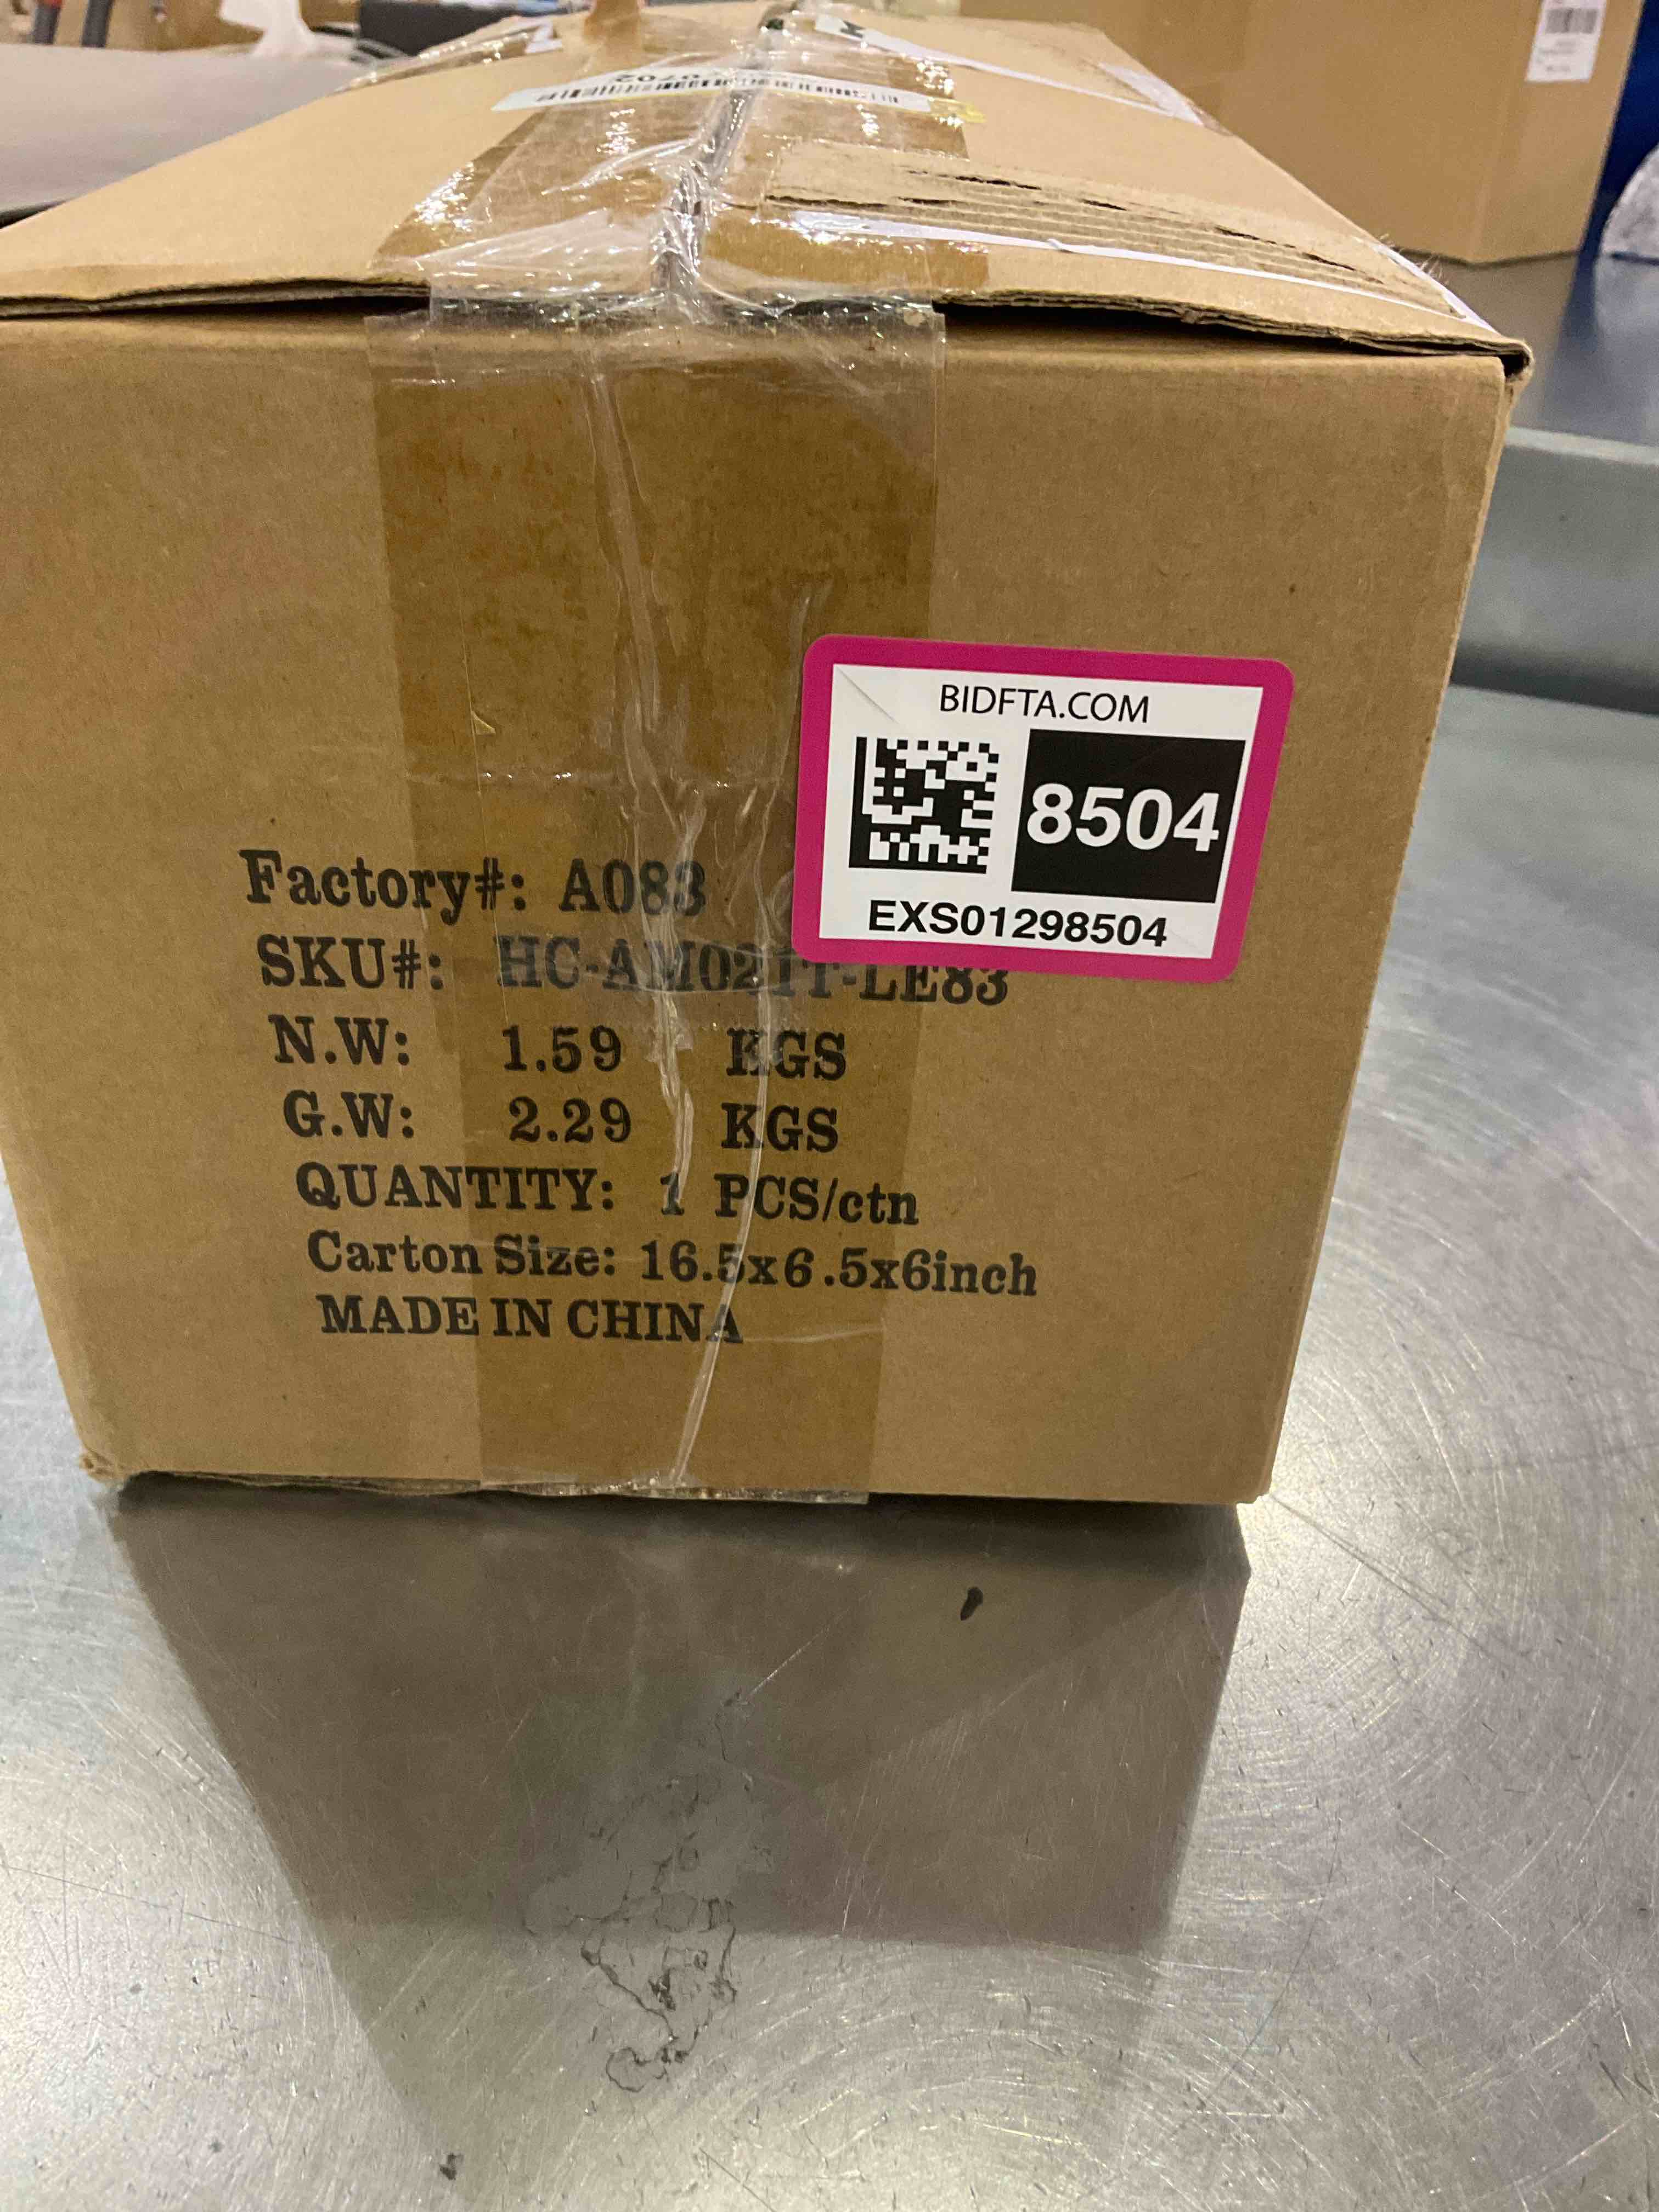 BIDFTA.COM
8504
EXS01298504
Factory#: A083
SKU#: HC-AM021T-LE83
N.W: 1.59 KGS
G.W: 2.29 KGS
QUANTITY: 1 PCS/ctn
Carton Size: 16.5x6.5x6inch
MADE IN CHINA